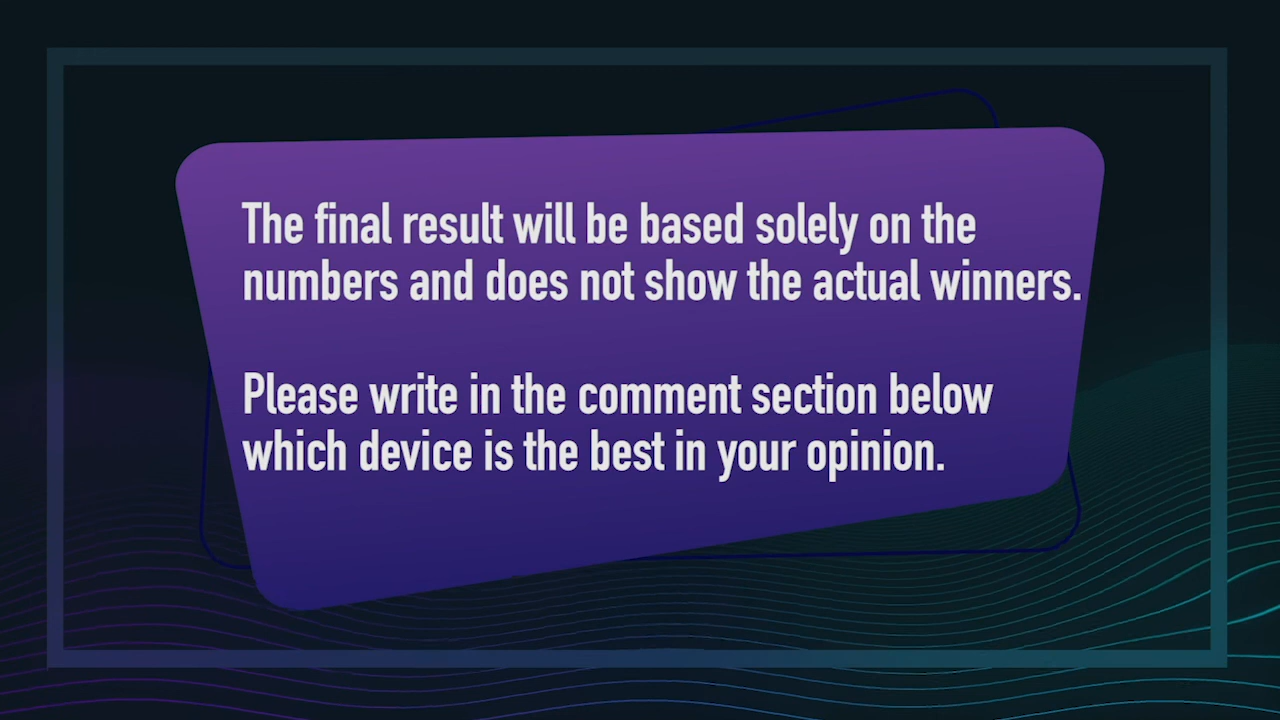 The final result will be based solely on the
numbers and does not show the actual winners.
Please write in the comment section below
which device is the best in your opinion.